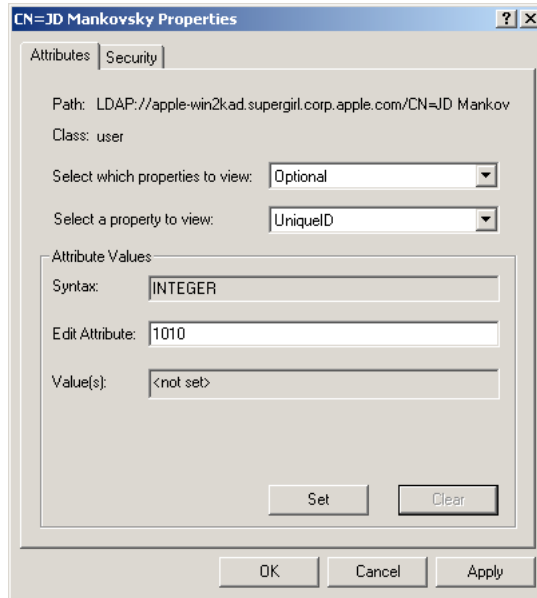 CN=JD Mankovsky Properties
Attributes Security
Path: LDAP://apple-win2kad.supergirl.corp.apple.com/CN=JD Mankov
Class: user
Select which properties to view: Optional
Select a property to view: UniqueID
Attribute Values
Syntax: INTEGER
Edit Attribute: 1010
Value(s): <not set>
Set Clear
OK Cancel Apply